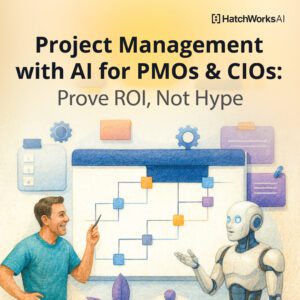 HatchWorksAI
Project Management
with AI for PMOs & CIOs:
Prove ROI, Not Hype